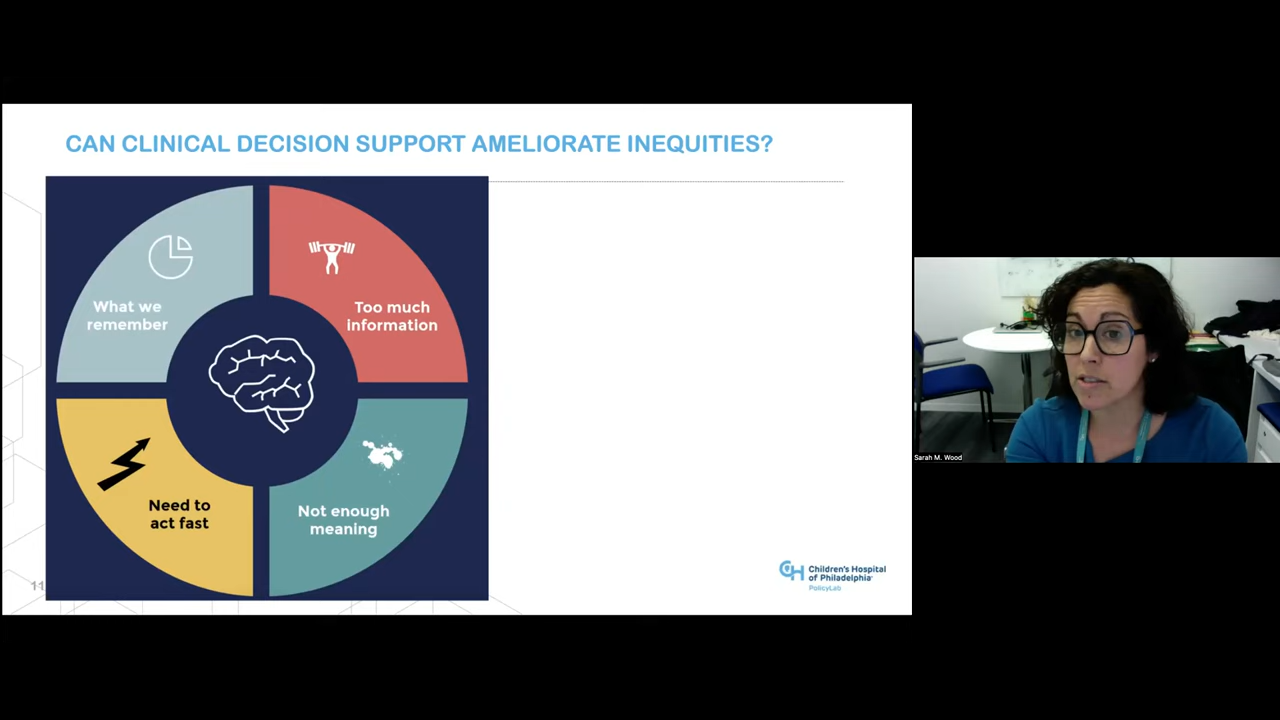 CAN CLINICAL DECISION SUPPORT AMELIORATE INEQUITIES?
What we
remember
Too much
information
Need to
act fast
Not enough
meaning
11
Children's Hospital
of Philadelphia
PolicyLab
Sarah M. Wood